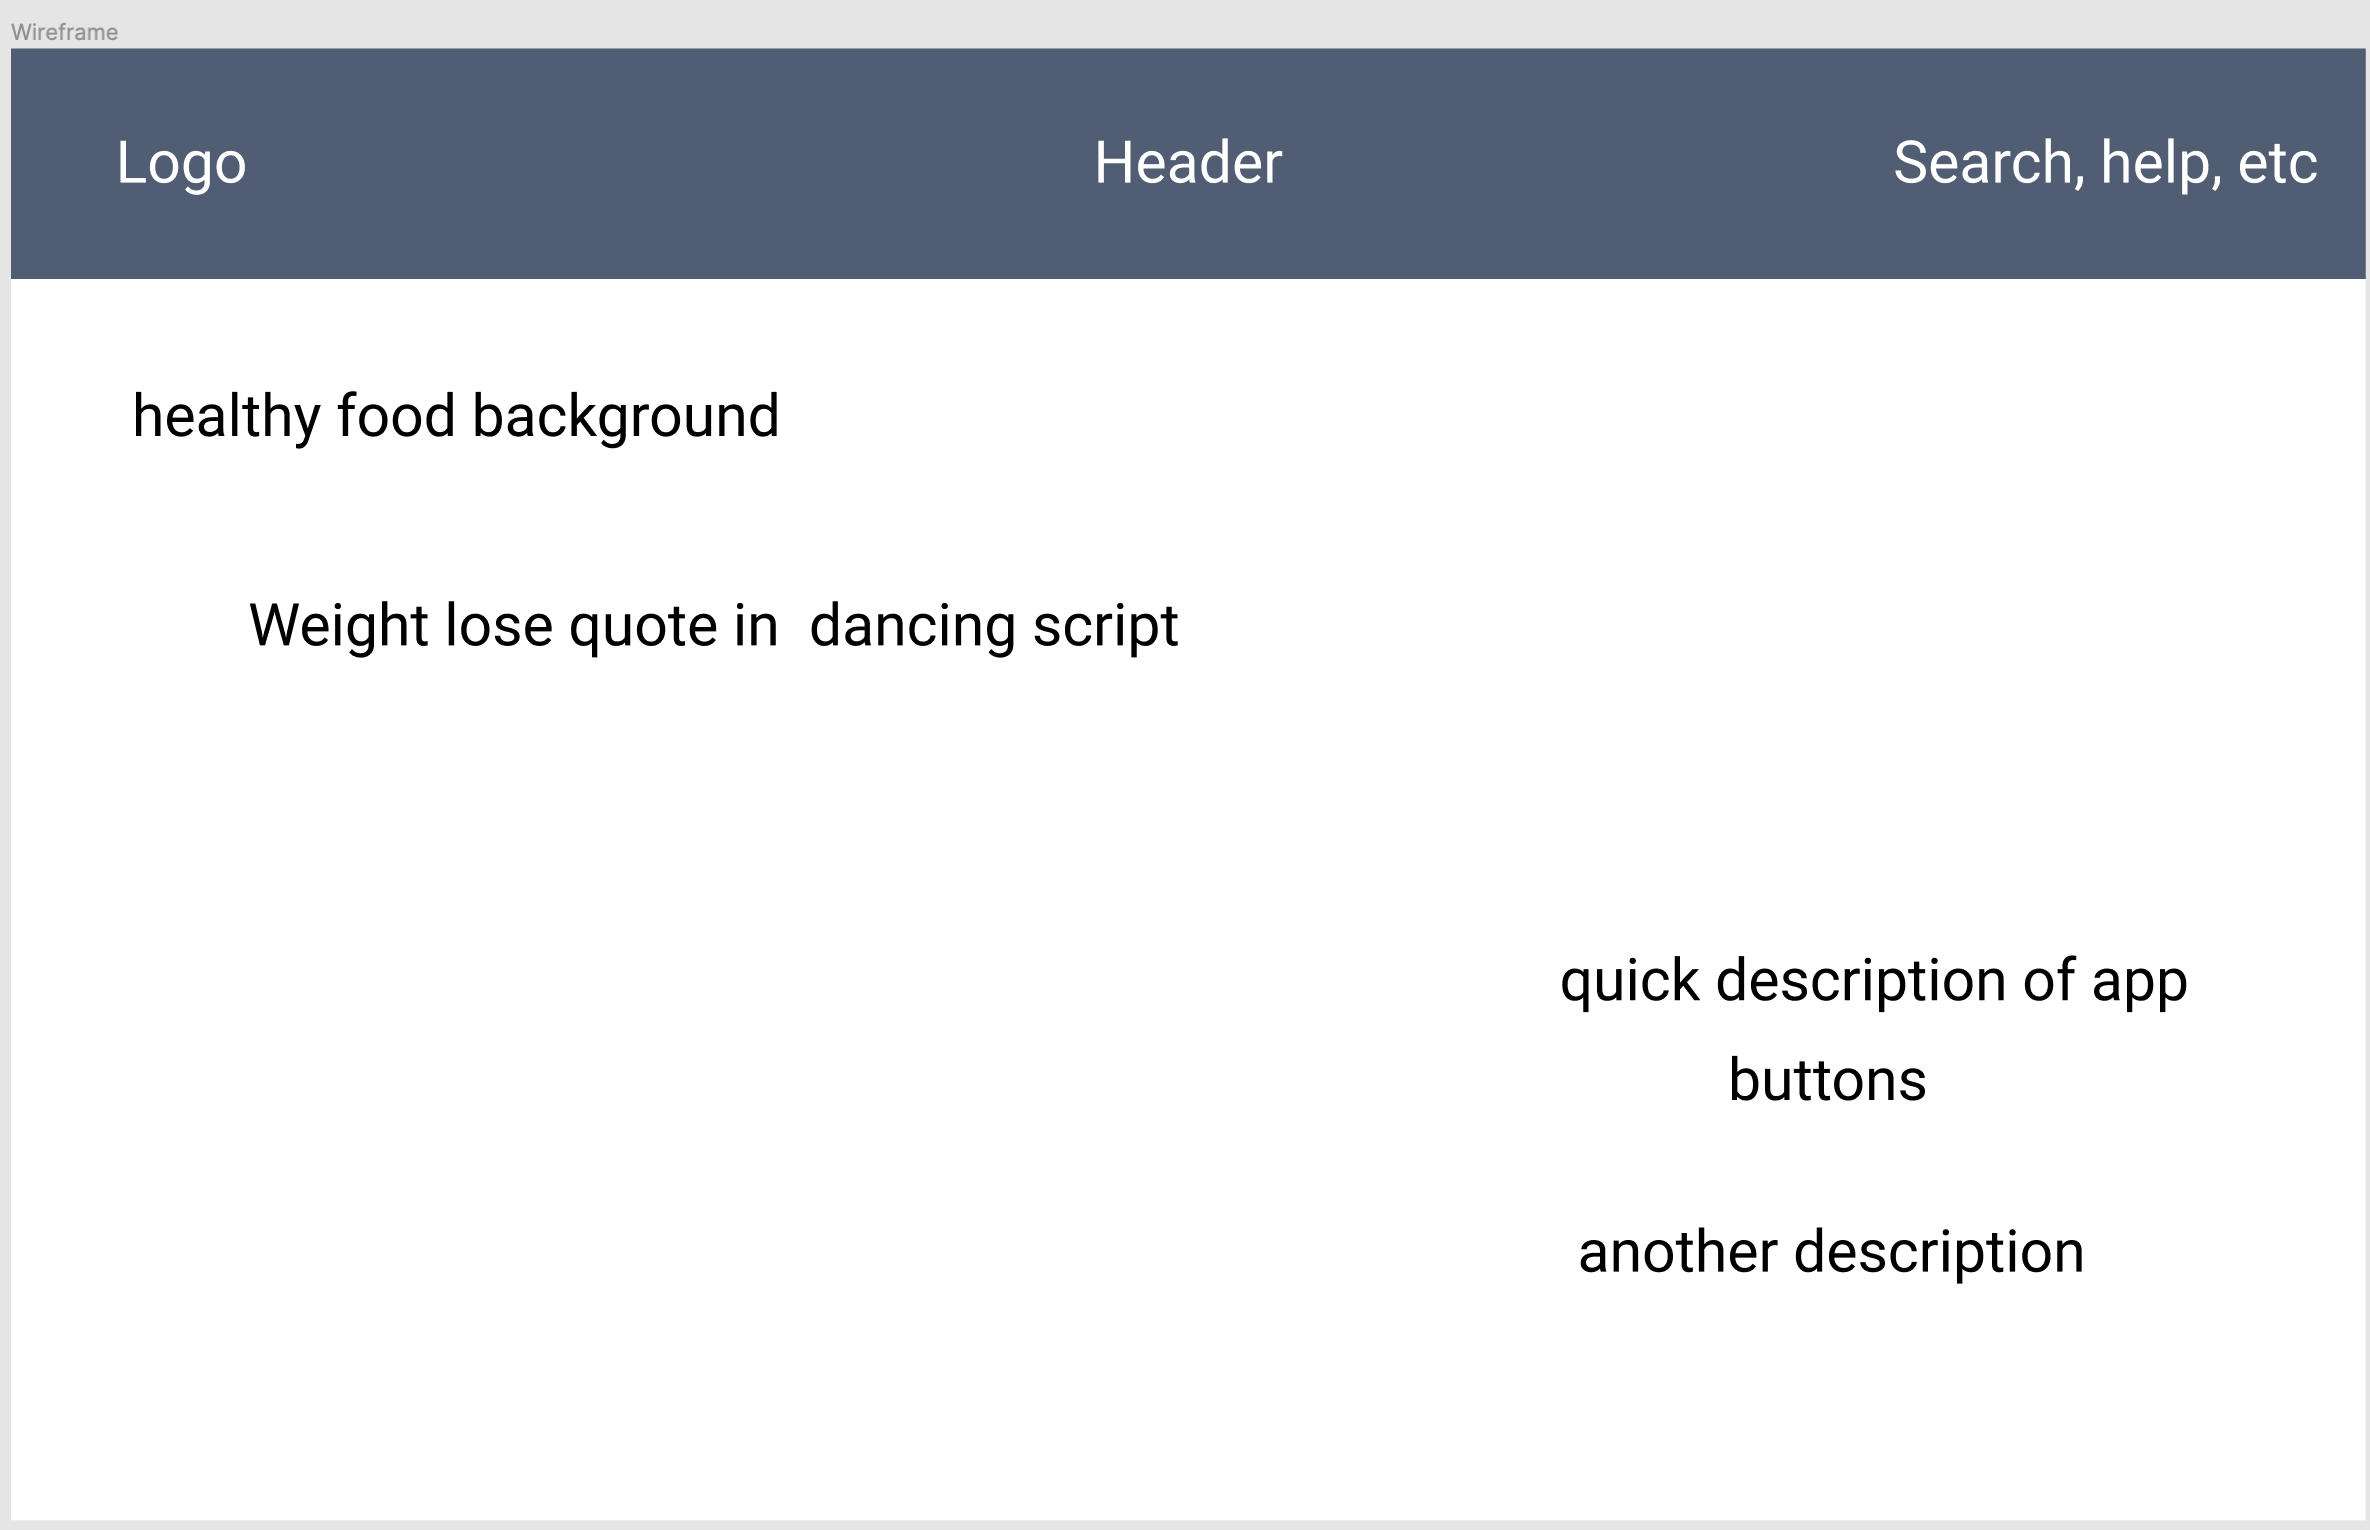 Wireframe
Logo
Header
Search, help, etc
healthy food background
Weight lose quote in  dancing script
quick description of app
buttons
another description